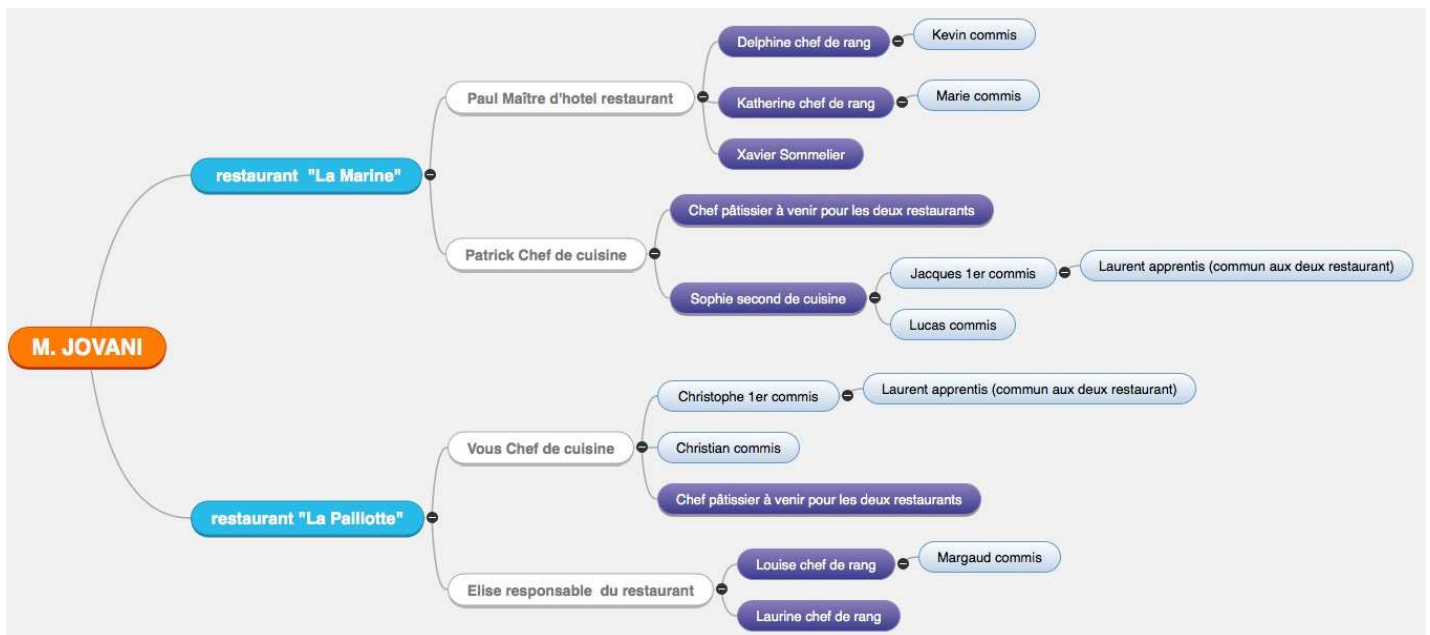 M. JOVANI
restaurant "La Marine"
Paul Maître d'hotel restaurant
Delphine chef de rang
Kevin commis
Katherine chef de rang
Marie commis
Xavier Sommelier
Patrick Chef de cuisine
Chef pâtissier à venir pour les deux restaurants
Sophie second de cuisine
Jacques 1er commis
Laurent apprentis (commun aux deux restaurant)
Lucas commis
restaurant "La Paillotte"
Vous Chef de cuisine
Christophe 1er commis
Laurent apprentis (commun aux deux restaurant)
Christian commis
Chef pâtissier à venir pour les deux restaurants
Elise responsable du restaurant
Louise chef de rang
Margaud commis
Laurine chef de rang